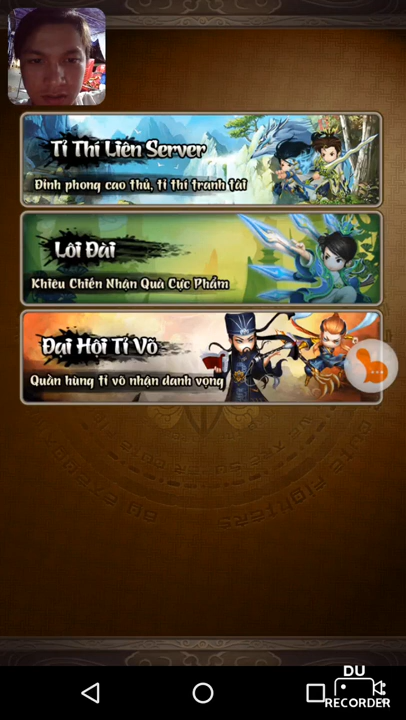 Tỉ Thí Liên Server
Đỉnh phong cao thủ, tỉ thí tranh tài
Lôi Đài
Khiêu Chiến Nhận Quà Cực Phẩm
Đại Hội Tỉ Võ
Quần hùng tỉ võ nhận danh vọng
DU
RECORDER